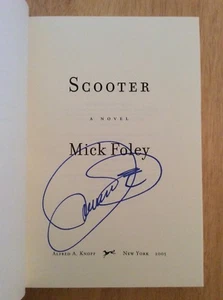 SCOOTER
A NOVEL
Mick Foley
ALFRED A. KNOPF NEW YORK 2005